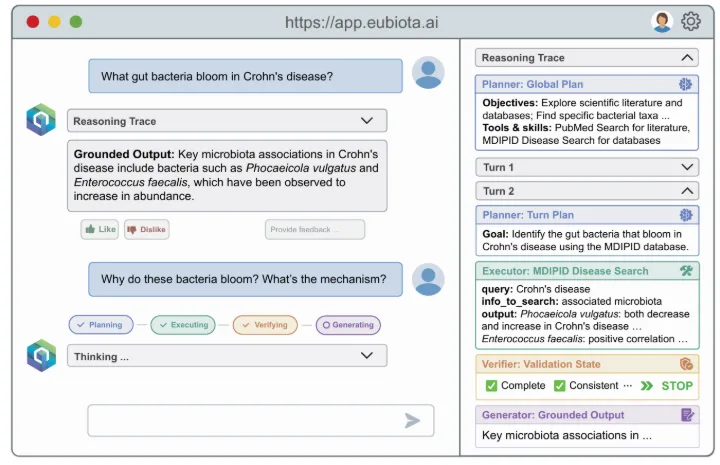 https://app.eubiota.ai
What gut bacteria bloom in Crohn's disease?
Reasoning Trace
Grounded Output: Key microbiota associations in Crohn's
disease include bacteria such as Phocaeicola vulgatus and
Enterococcus faecalis, which have been observed to
increase in abundance.
Like
Dislike
Provide feedback ...
Why do these bacteria bloom? What's the mechanism?
Planning
Executing
Verifying
Generating
Thinking ...
Reasoning Trace
Planner: Global Plan
Objectives: Explore scientific literature and
databases; Find specific bacterial taxa ...
Tools & skills: PubMed Search for literature,
MDIPID Disease Search for databases
Turn 1
Turn 2
Planner: Turn Plan
Goal: Identify the gut bacteria that bloom in
Crohn's disease using the MDIPID database.
Executor: MDIPID Disease Search
query: Crohn's disease
info_to_search: associated microbiota
output: Phocaeicola vulgatus: both decrease
and increase in Crohn's disease ...
Enterococcus faecalis: positive correlation ...
Verifier: Validation State
Complete Consistent ... STOP
Generator: Grounded Output
Key microbiota associations in ...